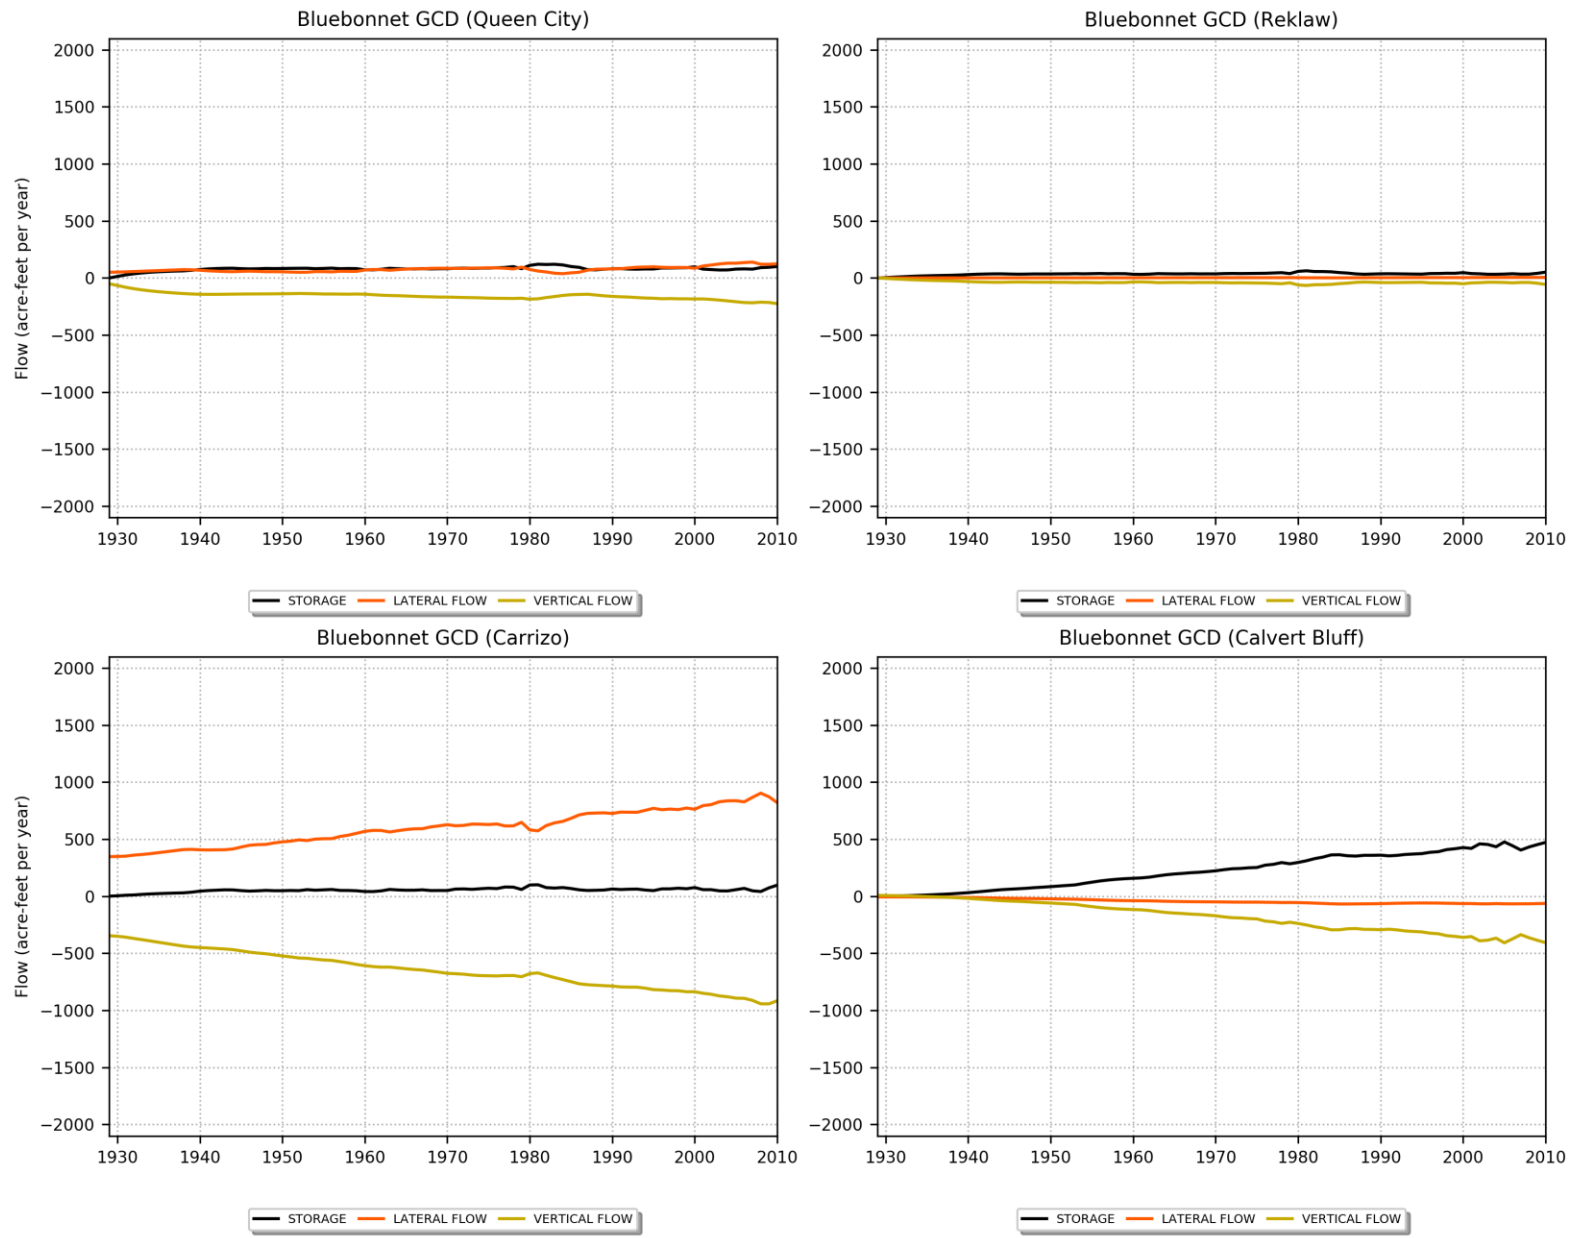 Bluebonnet GCD (Queen City)
Flow (acre-feet per year)
2000
1500
1000
500
0
−500
−1000
−1500
−2000
1930 1940 1950 1960 1970 1980 1990 2000 2010
STORAGE LATERAL FLOW VERTICAL FLOW
Bluebonnet GCD (Reklaw)
2000
1500
1000
500
0
−500
−1000
−1500
−2000
1930 1940 1950 1960 1970 1980 1990 2000 2010
STORAGE LATERAL FLOW VERTICAL FLOW
Bluebonnet GCD (Carrizo)
Flow (acre-feet per year)
2000
1500
1000
500
0
−500
−1000
−1500
−2000
1930 1940 1950 1960 1970 1980 1990 2000 2010
STORAGE LATERAL FLOW VERTICAL FLOW
Bluebonnet GCD (Calvert Bluff)
2000
1500
1000
500
0
−500
−1000
−1500
−2000
1930 1940 1950 1960 1970 1980 1990 2000 2010
STORAGE LATERAL FLOW VERTICAL FLOW